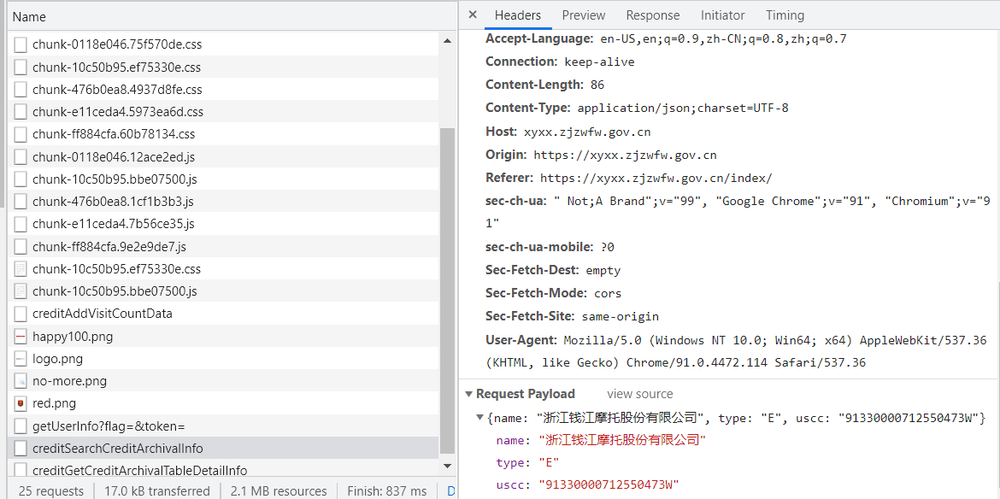 Name
chunk-0118e046.75f570de.css
chunk-10c50b95.ef75330e.css
chunk-476b0ea8.4937d8fe.css
chunk-e11ceda4.5973ea6d.css
chunk-ff884cfa.60b78134.css
chunk-0118e046.12ace2ed.js
chunk-10c50b95.bbe07500.js
chunk-476b0ea8.1cf1b3b3.js
chunk-e11ceda4.7b56ce35.js
chunk-ff884cfa.9e2e9de7.js
chunk-10c50b95.ef75330e.css
chunk-10c50b95.bbe07500.js
creditAddVisitCountData
happy100.png
logo.png
no-more.png
red.png
getUserInfo?flag=&token=
creditSearchCreditArchivalInfo
creditGetCreditArchivalTableDetailInfo
25 requests 17.0 kB transferred 2.1 MB resources Finish: 837 ms D
Headers Preview Response Initiator Timing
Accept-Language: en-US,en;q=0.9,zh-CN;q=0.8,zh;q=0.7
Connection: keep-alive
Content-Length: 86
Content-Type: application/json;charset=UTF-8
Host: xyxx.zjzwfw.gov.cn
Origin: https://xyxx.zjzwfw.gov.cn
Referer: https://xyxx.zjzwfw.gov.cn/index/
sec-ch-ua: " Not;A Brand";v="99", "Google Chrome";v="91", "Chromium";v="9
1"
sec-ch-ua-mobile: ?0
Sec-Fetch-Dest: empty
Sec-Fetch-Mode: cors
Sec-Fetch-Site: same-origin
User-Agent: Mozilla/5.0 (Windows NT 10.0; Win64; x64) AppleWebKit/537.36
(KHTML, like Gecko) Chrome/91.0.4472.114 Safari/537.36
Request Payload view source
{name: "浙江钱江摩托股份有限公司", type: "E", uscc: "91330000712550473W"}
name: "浙江钱江摩托股份有限公司"
type: "E"
uscc: "91330000712550473W"